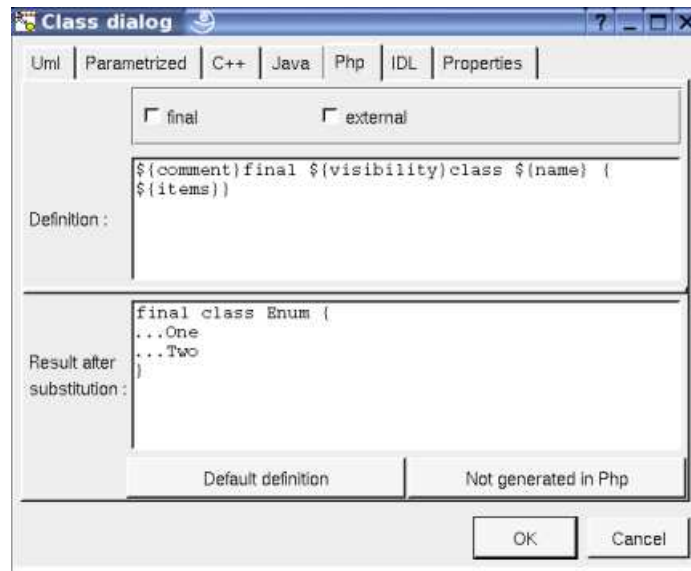 Class dialog
Uml Parametrized C++ Java Php IDL Properties
final external
Definition :
${comment}final ${visibility}class ${name} {
${items}}
Result after
substitution :
final class Enum {
...One
...Two
}
Default definition Not generated in Php
OK Cancel